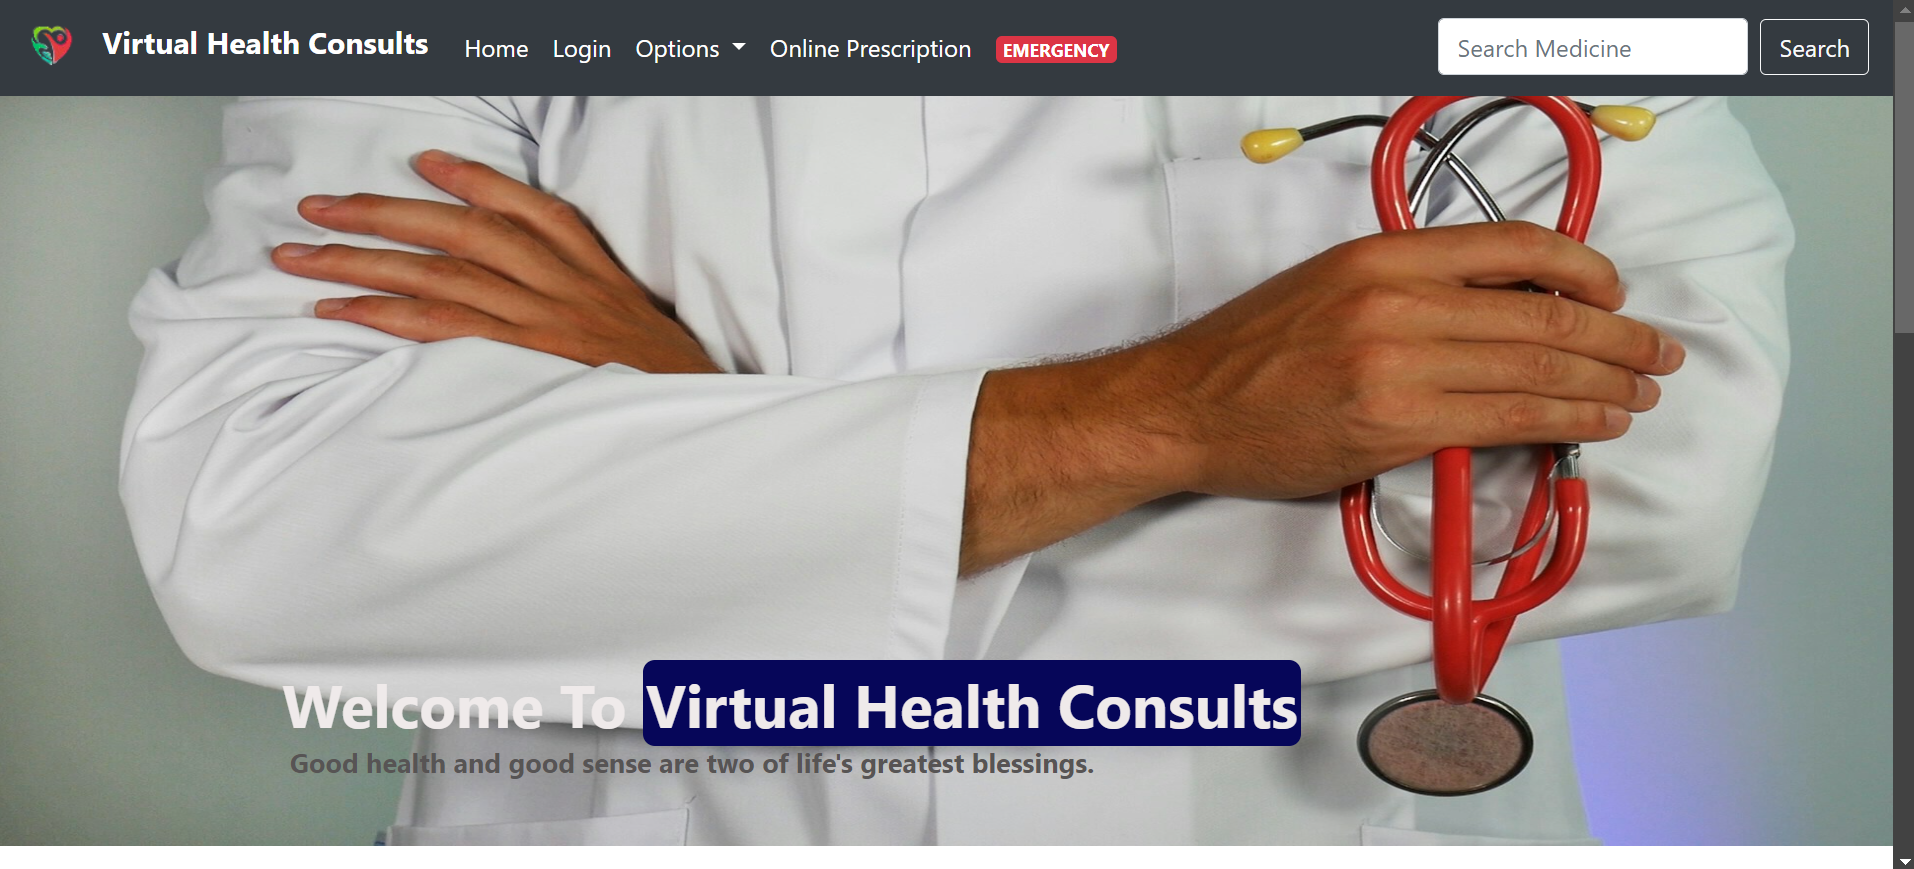 Virtual Health Consults Home Login Options Online Prescription EMERGENCY Search Medicine Search
Welcome To Virtual Health Consults
Good health and good sense are two of life's greatest blessings.